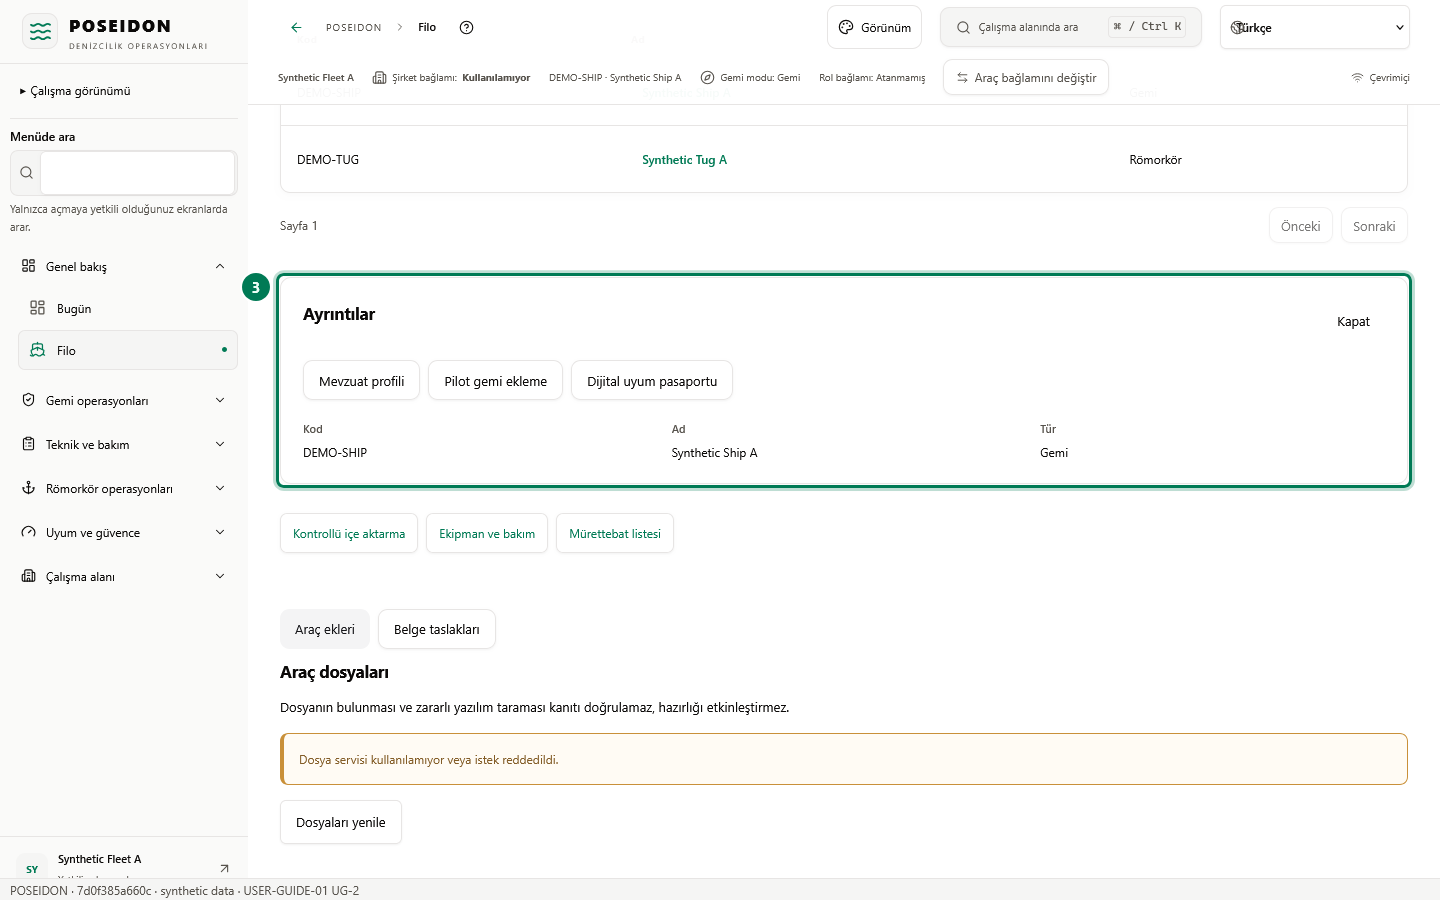 POSEIDON
DENİZCİLİK OPERASYONLARI
POSEIDON
Filo
Görünüm
Çalışma alanında ara
⌘ / Ctrl K
Türkçe
Synthetic Fleet A
Şirket bağlamı: Kullanılamıyor
DEMO-SHIP · Synthetic Ship A
Gemi modu: Gemi
Rol bağlamı: Atanmamış
Araç bağlamını değiştir
Çevrimiçi
Çalışma görünümü
Menüde ara
Yalnızca açmaya yetkili olduğunuz ekranlarda
arar.
Genel bakış
Bugün
Filo
Gemi operasyonları
Teknik ve bakım
Römorkör operasyonları
Uyum ve güvence
Çalışma alanı
SY
Synthetic Fleet A
DEMO-TUG
Synthetic Tug A
Römorkör
Sayfa 1
Önceki
Sonraki
3
Ayrıntılar
Kapat
Mevzuat profili
Pilot gemi ekleme
Dijital uyum pasaportu
Kod
Ad
Tür
DEMO-SHIP
Synthetic Ship A
Gemi
Kontrollü içe aktarma
Ekipman ve bakım
Mürettebat listesi
Araç ekleri
Belge taslakları
Araç dosyaları
Dosyanın bulunması ve zararlı yazılım taraması kanıtı doğrulamaz, hazırlığı etkinleştirmez.
Dosya servisi kullanılamıyor veya istek reddedildi.
Dosyaları yenile
POSEIDON · 7d0f385a660c · synthetic data · USER-GUIDE-01 UG-2